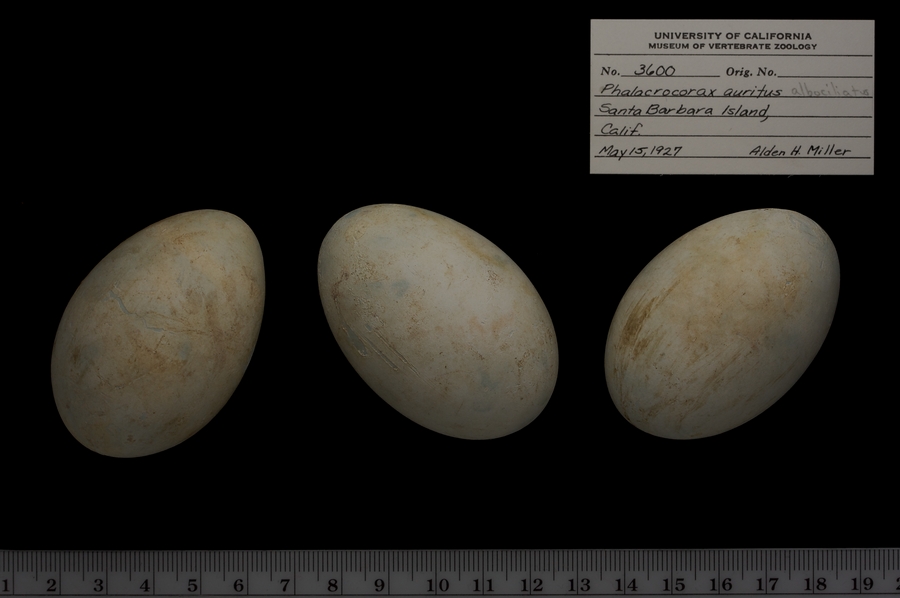 UNIVERSITY OF CALIFORNIA
MUSEUM OF VERTEBRATE ZOOLOGY
No. 3600 Orig. No.
Phalacrocorax auritus albociliatus
Santa Barbara Island,
Calif.
May 15, 1927 Alden H. Miller
1 2 3 4 5 6 7 8 9 10 11 12 13 14 15 16 17 18 19